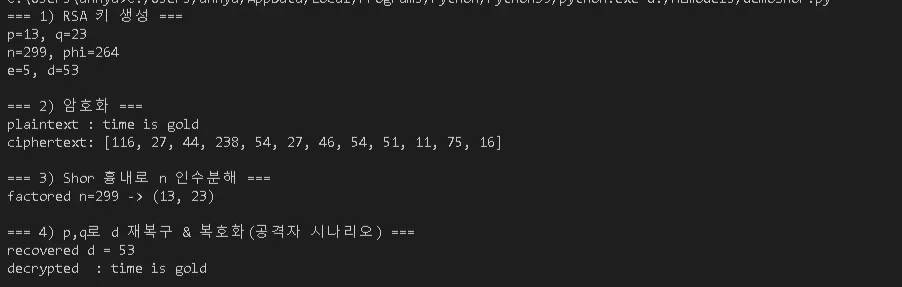 === 1) RSA 키 생성 ===
p=13, q=23
n=299, phi=264
e=5, d=53
=== 2) 암호화 ===
plaintext : time is gold
ciphertext: [116, 27, 44, 238, 54, 27, 46, 54, 51, 11, 75, 16]
=== 3) Shor 흉내로 n 인수분해 ===
factored n=299 -> (13, 23)
=== 4) p,q로 d 재복구 & 복호화(공격자 시나리오) ===
recovered d = 53
decrypted  : time is gold